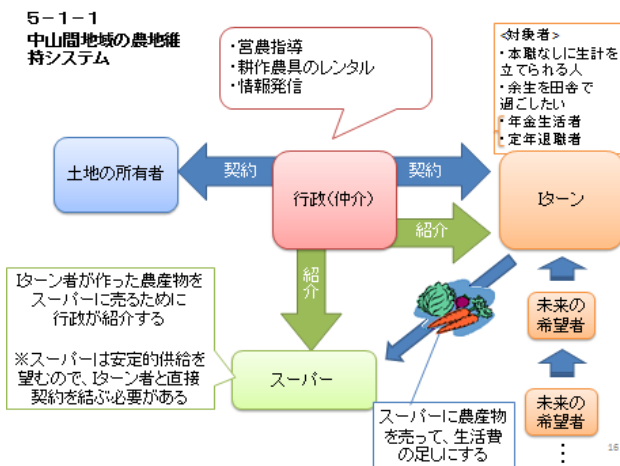 5－1－1
中山間地域の農地維
持システム
・営農指導
・耕作農具のレンタル
・情報発信
<対象者>
・本職なしに生計を
立てられる人
・余生を田舎で
過ごしたい
・年金生活者
・定年退職者
土地の所有者
契約
行政(仲介)
契約
Iターン
紹介
紹介
Iターン者が作った農産物を
スーパーに売るために
行政が紹介する
※スーパーは安定的供給を
望むので、Iターン者と直接
契約を結ぶ必要がある
スーパー
スーパーに農産物
を売って、生活費
の足しにする
未来の
希望者
未来の
希望者
⋮
16